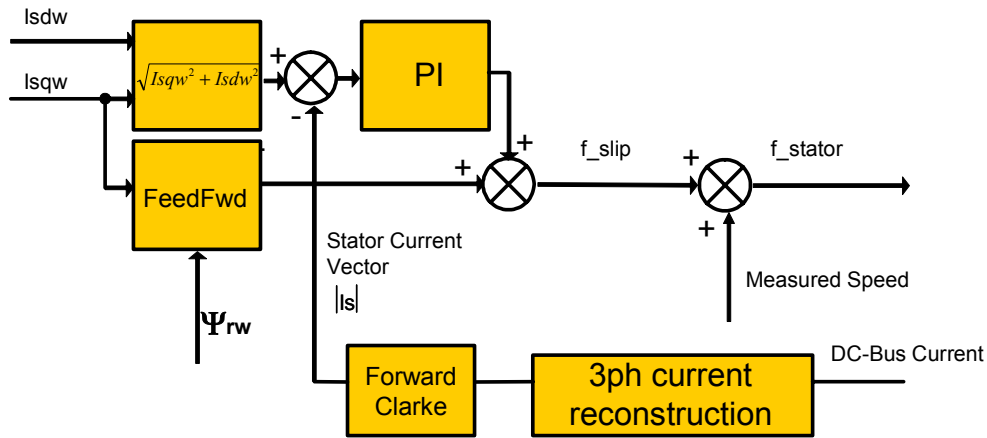 Isdw
Isqw
√Isqw² + Isdw²
+
-
PI
FeedFwd
+
+
f_slip
+
+
f_stator
Stator Current
Vector
|Is|
Ψrw
Measured Speed
DC-Bus Current
Forward
Clarke
3ph current
reconstruction